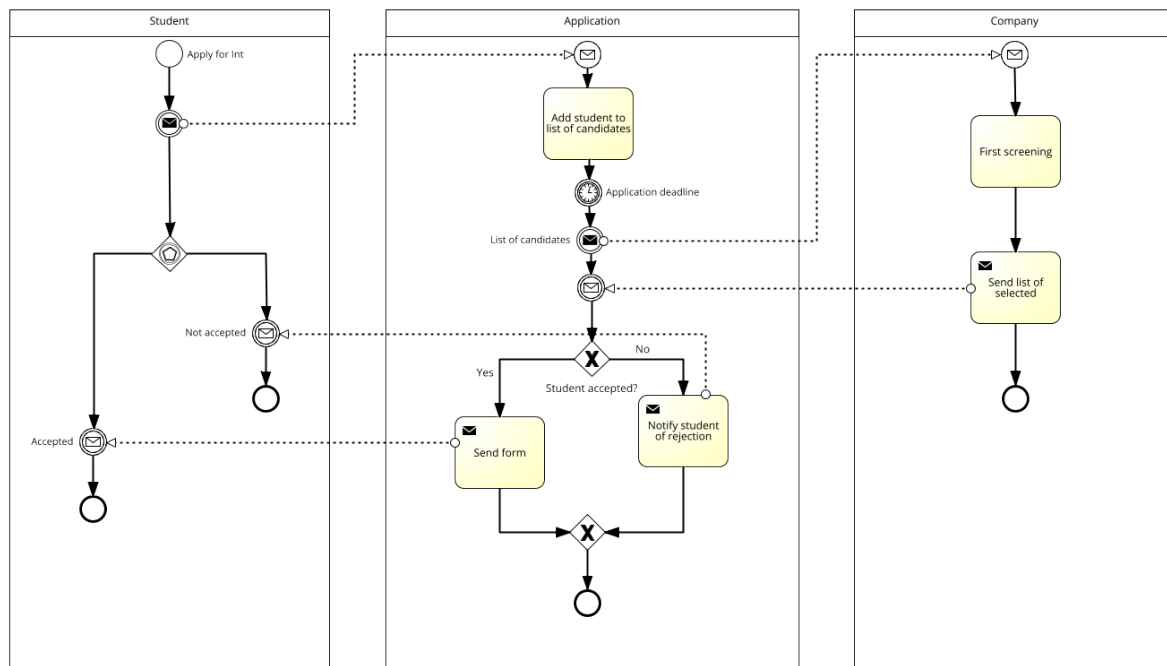 Student
Application
Company
Apply for Int
Add student to
list of candidates
First screening
Application deadline
List of candidates
Send list of
selected
Not accepted
No
Yes
Student accepted?
Notify student
of rejection
Accepted
Send form